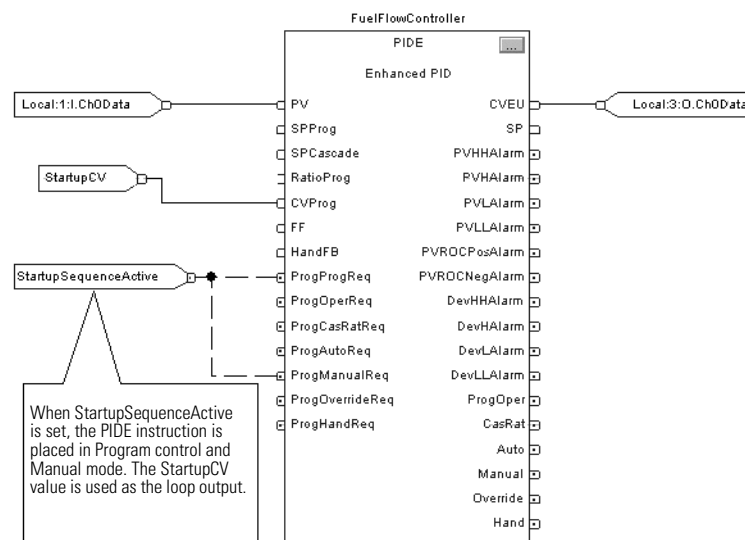 FuelFlowController
PIDE
...
Enhanced PID
Local:1:I.Ch0Data
PV
CVEU
Local:3:O.Ch0Data
SPProg
SP
SPCascade
PVHHAlarm
StartupCV
RatioProg
PVHAlarm
CVProg
PVLAlarm
FF
PVLLAlarm
HandFB
PVROCPosAlarm
StartupSequenceActive
ProgProgReq
PVROCNegAlarm
ProgOperReq
DevHHAlarm
ProgCasRatReq
DevHAlarm
ProgAutoReq
DevLAlarm
ProgManualReq
DevLLAlarm
ProgOverrideReq
ProgOper
ProgHandReq
CasRat
Auto
Manual
Override
Hand
When StartupSequenceActive
is set, the PIDE instruction is
placed in Program control and
Manual mode. The StartupCV
value is used as the loop output.